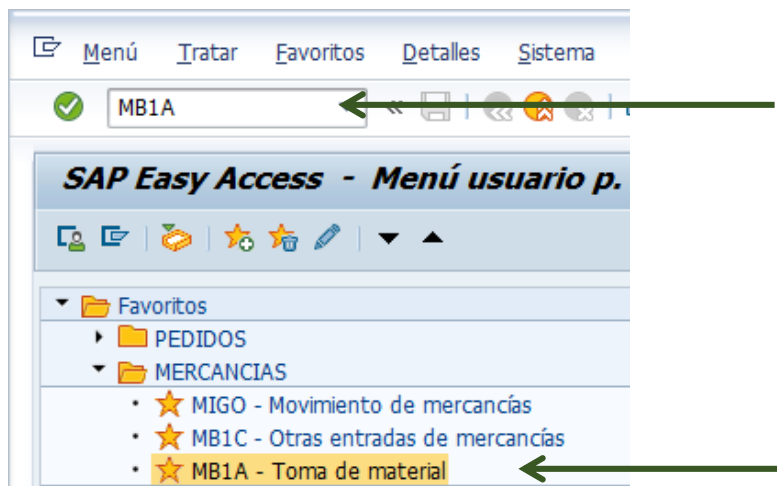 Menú Tratar Favoritos Detalles Sistema
MB1A
SAP Easy Access - Menú usuario p.
Favoritos
PEDIDOS
MERCANCIAS
MIGO - Movimiento de mercancías
MB1C - Otras entradas de mercancías
MB1A - Toma de material